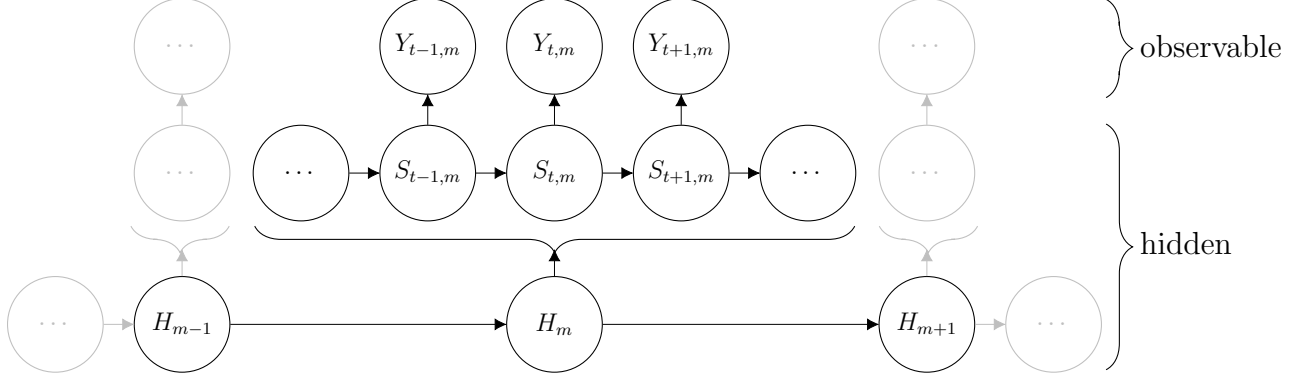 ⋯ Y_{t−1,m} Y_{t,m} Y_{t+1,m} ⋯ observable
⋯ ⋯ S_{t−1,m} S_{t,m} S_{t+1,m} ⋯ ⋯
hidden
⋯ H_{m−1} H_m H_{m+1} ⋯